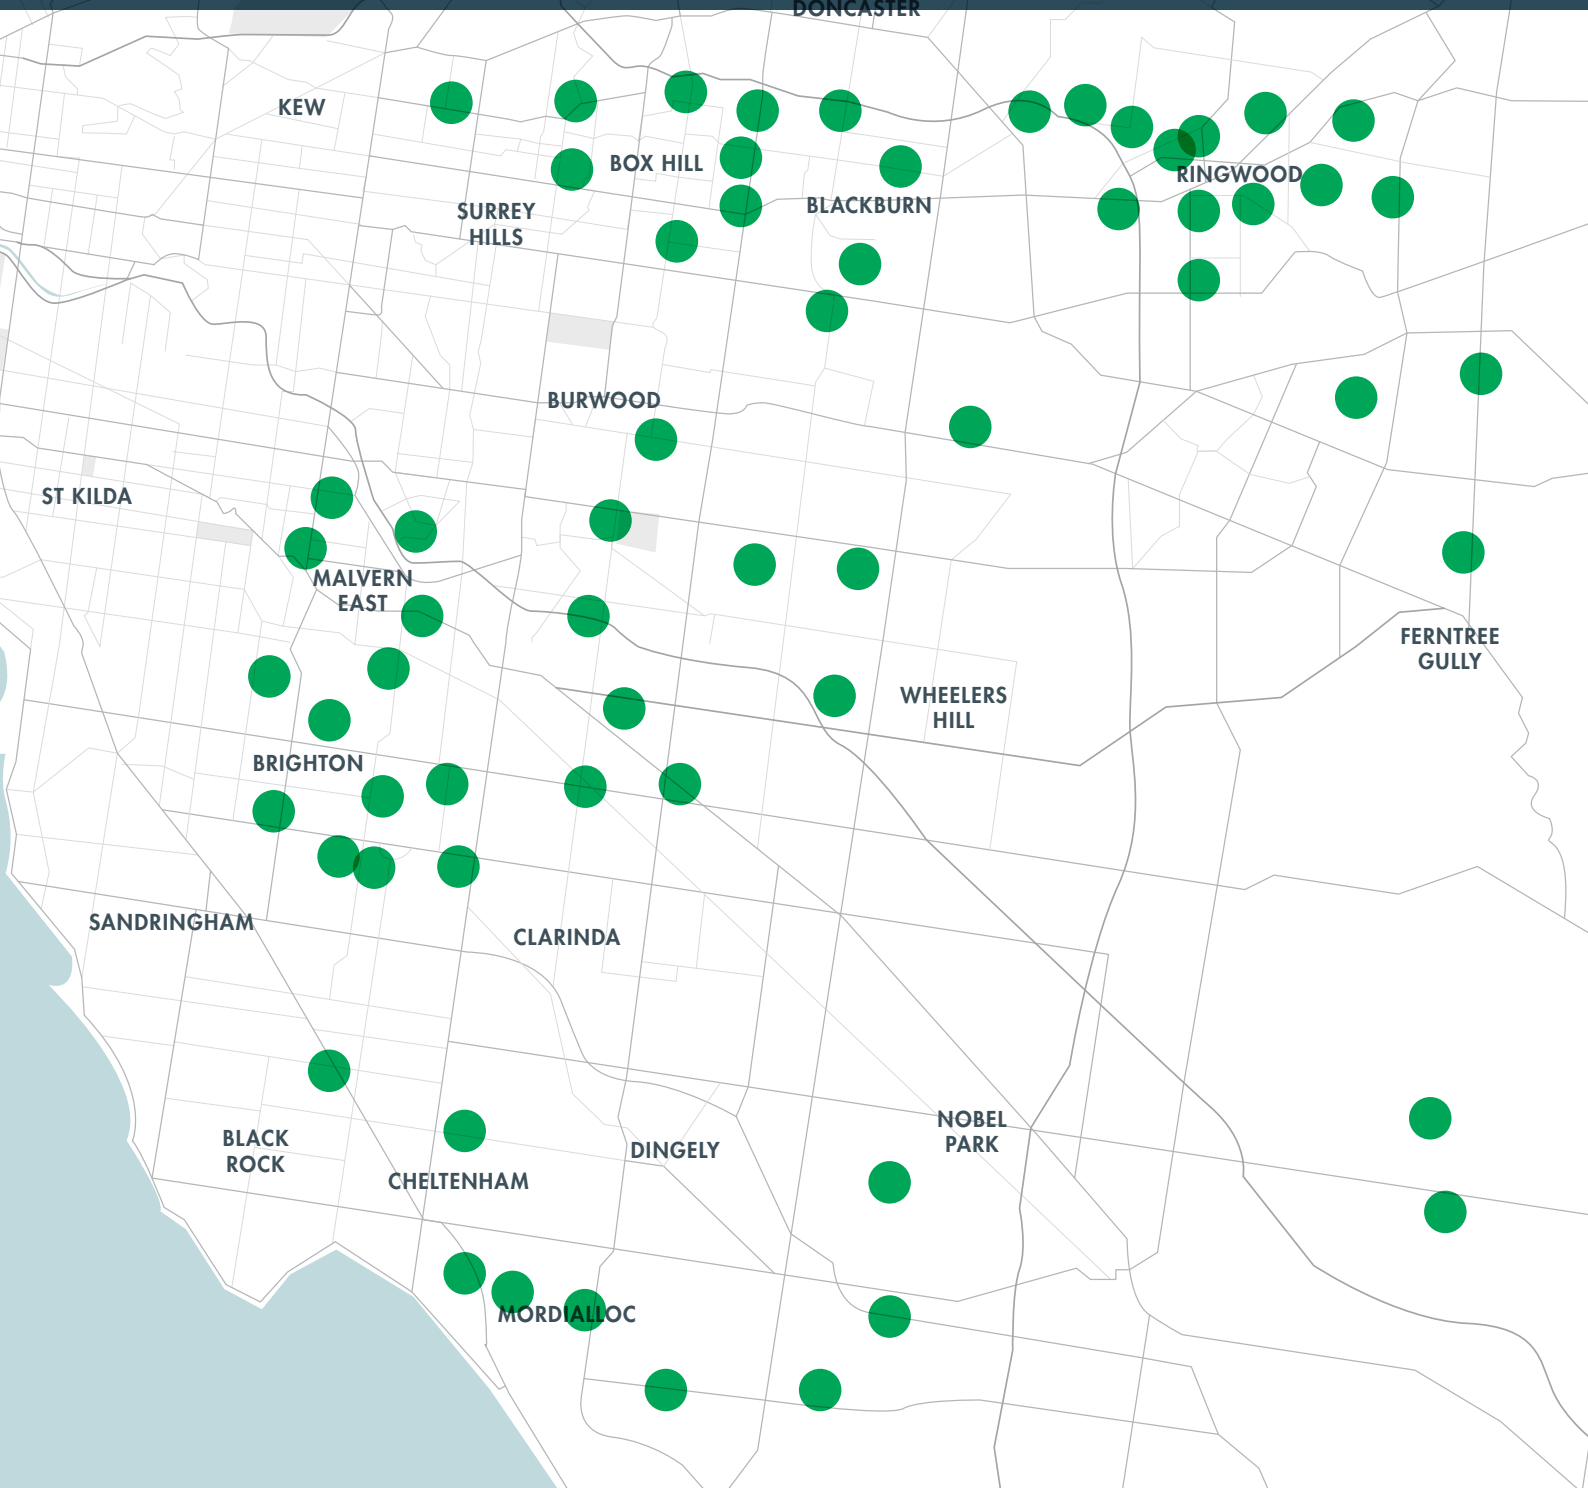 DONCASTER
KEW
BOX HILL
RINGWOOD
SURREY
HILLS
BLACKBURN
BURWOOD
ST KILDA
MALVERN
EAST
FERNTREE
GULLY
WHEELERS
HILL
BRIGHTON
SANDRINGHAM
CLARINDA
NOBEL
PARK
BLACK
ROCK
DINGELY
CHELTENHAM
MORDIALLOC